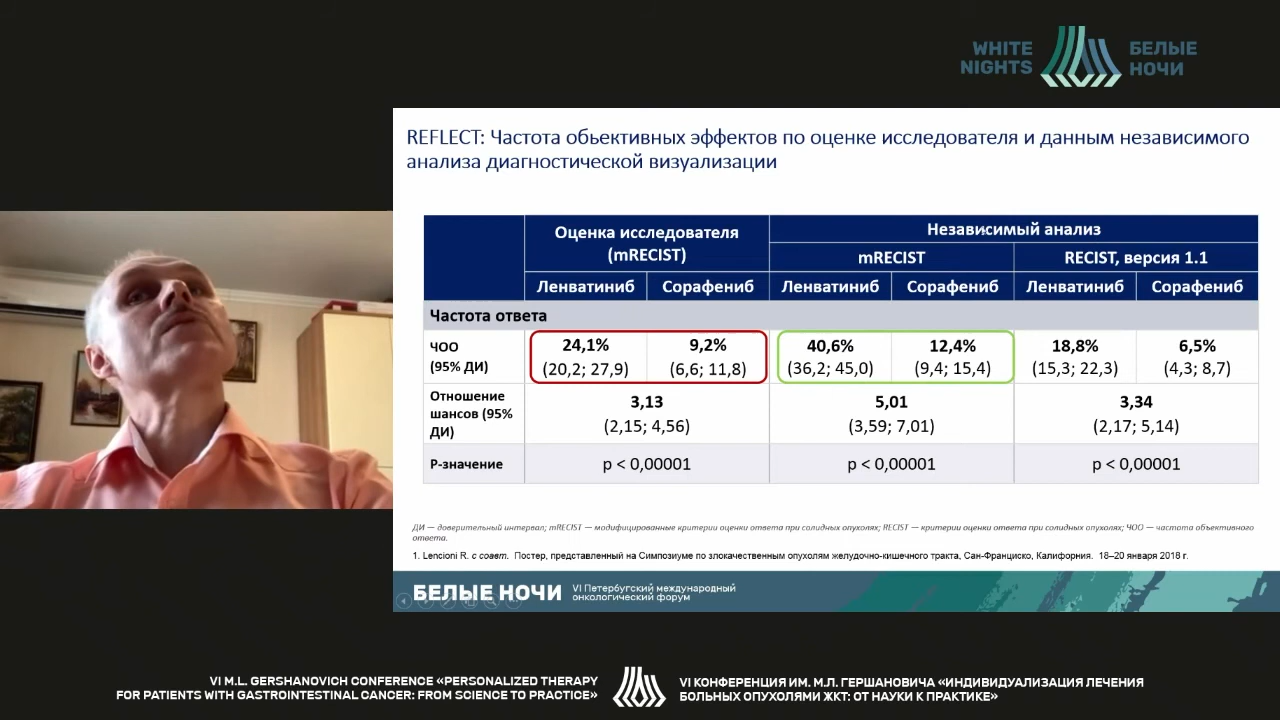 WHITE
NIGHTS
БЕЛЫЕ
НОЧИ
REFLECT: Частота обьективных эффектов по оценке исследователя и данным независимого
анализа диагностической визуализации
Оценка исследователя
(mRECIST)
Независимый анализ
mRECIST
RECIST, версия 1.1
Ленватиниб
Сорафениб
Ленватиниб
Сорафениб
Ленватиниб
Сорафениб
Частота ответа
ЧОО
(95% ДИ)
24,1%
(20,2; 27,9)
9,2%
(6,6; 11,8)
40,6%
(36,2; 45,0)
12,4%
(9,4; 15,4)
18,8%
(15,3; 22,3)
6,5%
(4,3; 8,7)
Отношение
шансов (95%
ДИ)
3,13
(2,15; 4,56)
5,01
(3,59; 7,01)
3,34
(2,17; 5,14)
Р-значение
p < 0,00001
p < 0,00001
p < 0,00001
ДИ — доверительный интервал; mRECIST — модифицированные критерии оценки ответа при солидных опухолях; RECIST — критерии оценки ответа при солидных опухолях; ЧОО — частота объективного
ответа.
1. Lencioni R. с соавт. Постер, представленный на Симпозиуме по злокачественным опухолям желудочно-кишечного тракта, Сан-Франциско, Калифорния. 18–20 января 2018 г.
БЕЛЫЕ НОЧИ
VI Петербургский международный
онкологический форум
VI M.L. GERSHANOVICH CONFERENCE «PERSONALIZED THERAPY
FOR PATIENTS WITH GASTROINTESTINAL CANCER: FROM SCIENCE TO PRACTICE»
VI КОНФЕРЕНЦИЯ ИМ. М.Л. ГЕРШАНОВИЧА «ИНДИВИДУАЛИЗАЦИЯ ЛЕЧЕНИЯ
БОЛЬНЫХ ОПУХОЛЯМИ ЖКТ: ОТ НАУКИ К ПРАКТИКЕ»